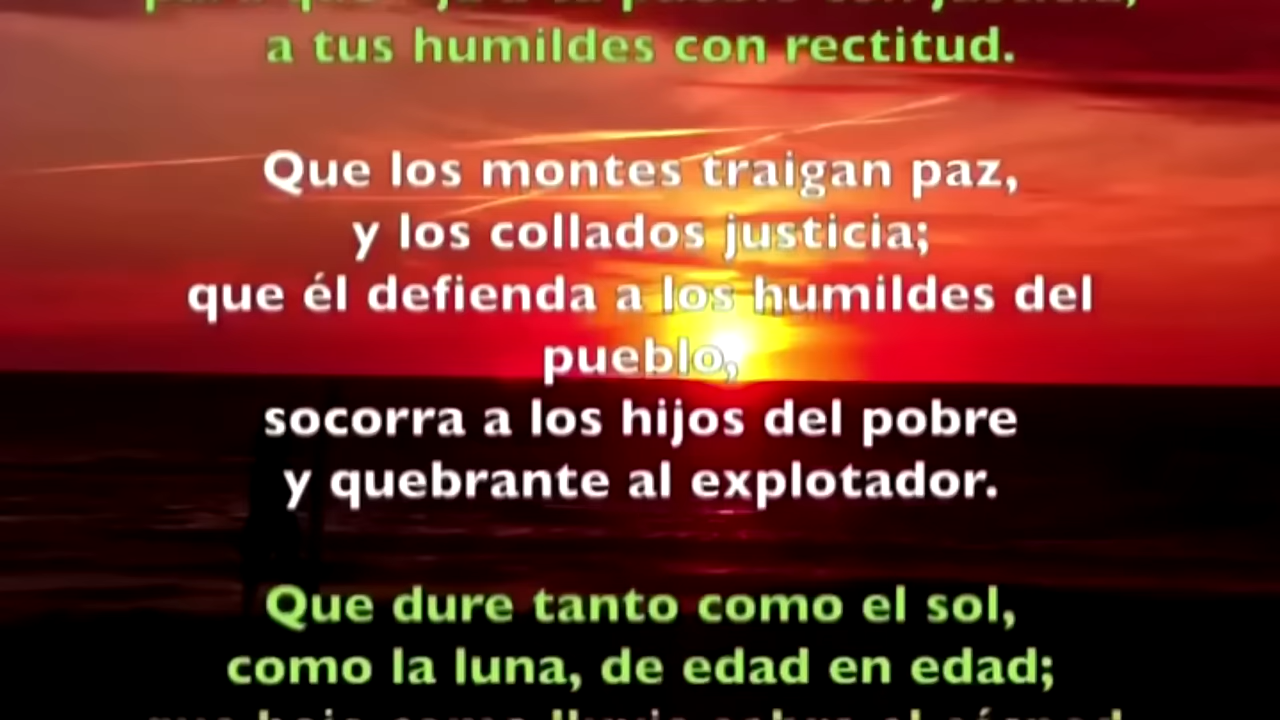 a tus humildes con rectitud.
Que los montes traigan paz,
y los collados justicia;
que él defienda a los humildes del
pueblo,
socorra a los hijos del pobre
y quebrante al explotador.
Que dure tanto como el sol,
como la luna, de edad en edad;